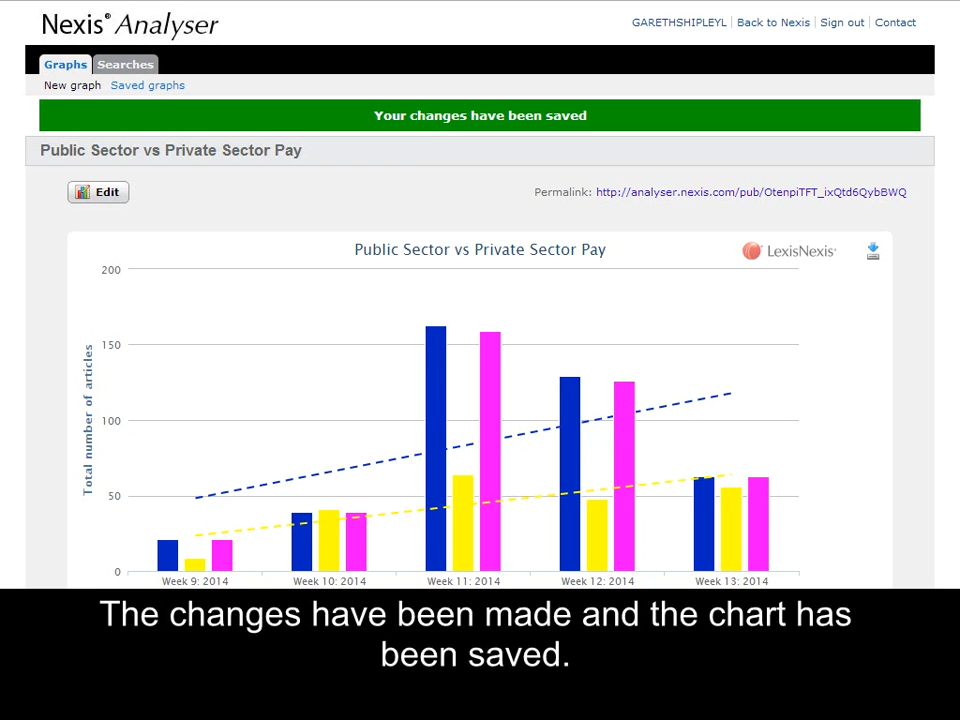 Nexis® Analyser
GARETHSHIPLEYL | Back to Nexis | Sign out | Contact
Graphs Searches
New graph Saved graphs
Your changes have been saved
Public Sector vs Private Sector Pay
Edit
Permalink: http://analyser.nexis.com/pub/OtenpiTFT_ixQtd6QybBWQ
Public Sector vs Private Sector Pay
LexisNexis®
Total number of articles
200
150
100
50
0
Week 9: 2014 Week 10: 2014 Week 11: 2014 Week 12: 2014 Week 13: 2014
The changes have been made and the chart has
been saved.